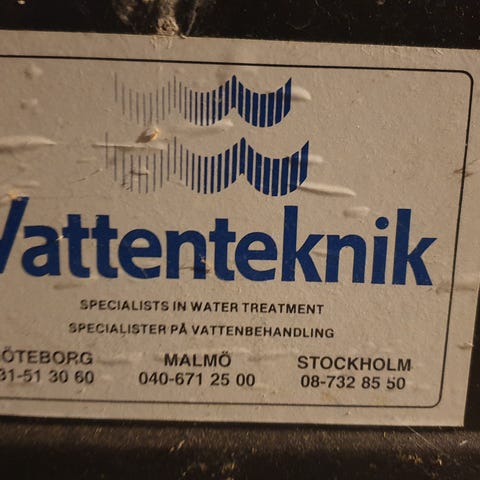 Vattenteknik
SPECIALISTS IN WATER TREATMENT
SPECIALISTER PÅ VATTENBEHANDLING
GÖTEBORG MALMÖ STOCKHOLM
31-51 30 60 040-671 25 00 08-732 85 50